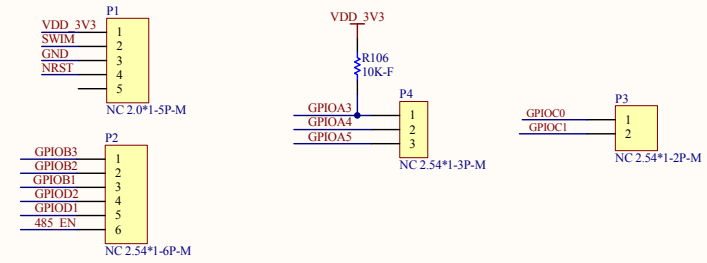 P1
VDD_3V3 1
SWIM 2
GND 3
NRST 4
5
NC 2.0*1-5P-M
P2
GPIOB3 1
GPIOB2 2
GPIOB1 3
GPIOD2 4
GPIOD1 5
485_EN 6
NC 2.54*1-6P-M
VDD_3V3
R106
10K-F
P4
GPIOA3 1
GPIOA4 2
GPIOA5 3
NC 2.54*1-3P-M
P3
GPIOC0 1
GPIOC1 2
NC 2.54*1-2P-M